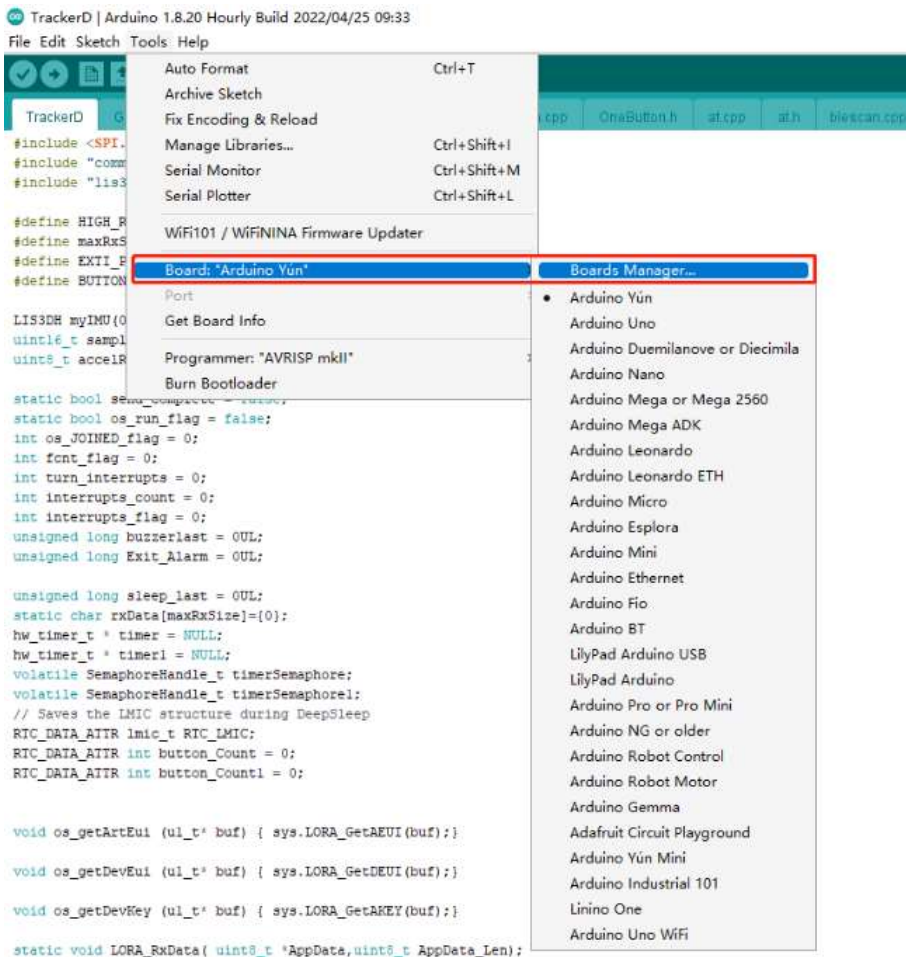 TrackerD | Arduino 1.8.20 Hourly Build 2022/04/25 09:33
File Edit Sketch Tools Help
TrackerD G .cpp OneButton.h at.cpp at.h blescan.cpp
Auto Format Ctrl+T
Archive Sketch
Fix Encoding & Reload
Manage Libraries... Ctrl+Shift+I
Serial Monitor Ctrl+Shift+M
Serial Plotter Ctrl+Shift+L
WiFi101 / WiFiNINA Firmware Updater
Board: "Arduino Yún"
Port
Get Board Info
Programmer: "AVRISP mkII"
Burn Bootloader
Boards Manager...
Arduino Yún
Arduino Uno
Arduino Duemilanove or Diecimila
Arduino Nano
Arduino Mega or Mega 2560
Arduino Mega ADK
Arduino Leonardo
Arduino Leonardo ETH
Arduino Micro
Arduino Esplora
Arduino Mini
Arduino Ethernet
Arduino Fio
Arduino BT
LilyPad Arduino USB
LilyPad Arduino
Arduino Pro or Pro Mini
Arduino NG or older
Arduino Robot Control
Arduino Robot Motor
Arduino Gemma
Adafruit Circuit Playground
Arduino Yún Mini
Arduino Industrial 101
Linino One
Arduino Uno WiFi
#include <SPI.
#include "comm
#include "lis3
#define HIGH_R
#define maxRxS
#define EXTI_P
#define BUTTON
LIS3DH myIMU(0
uint16_t sampl
uint8_t accelR
static bool send_complete = false;
static bool os_run_flag = false;
int os_JOINED_flag = 0;
int fcnt_flag = 0;
int turn_interrupts = 0;
int interrupts_count = 0;
int interrupts_flag = 0;
unsigned long buzzerlast = 0UL;
unsigned long Exit_Alarm = 0UL;
unsigned long sleep_last = 0UL;
static char rxData[maxRxSize]={0};
hw_timer_t * timer = NULL;
hw_timer_t * timer1 = NULL;
volatile SemaphoreHandle_t timerSemaphore;
volatile SemaphoreHandle_t timerSemaphore1;
// Saves the LMIC structure during DeepSleep
RTC_DATA_ATTR lmic_t RTC_LMIC;
RTC_DATA_ATTR int button_Count = 0;
RTC_DATA_ATTR int button_Count1 = 0;
void os_getArtEui (u1_t* buf) { sys.LORA_GetAEUI(buf);}
void os_getDevEui (u1_t* buf) { sys.LORA_GetDEUI(buf);}
void os_getDevKey (u1_t* buf) { sys.LORA_GetAKEY(buf);}
static void LORA_RxData( uint8_t *AppData,uint8_t AppData_Len);